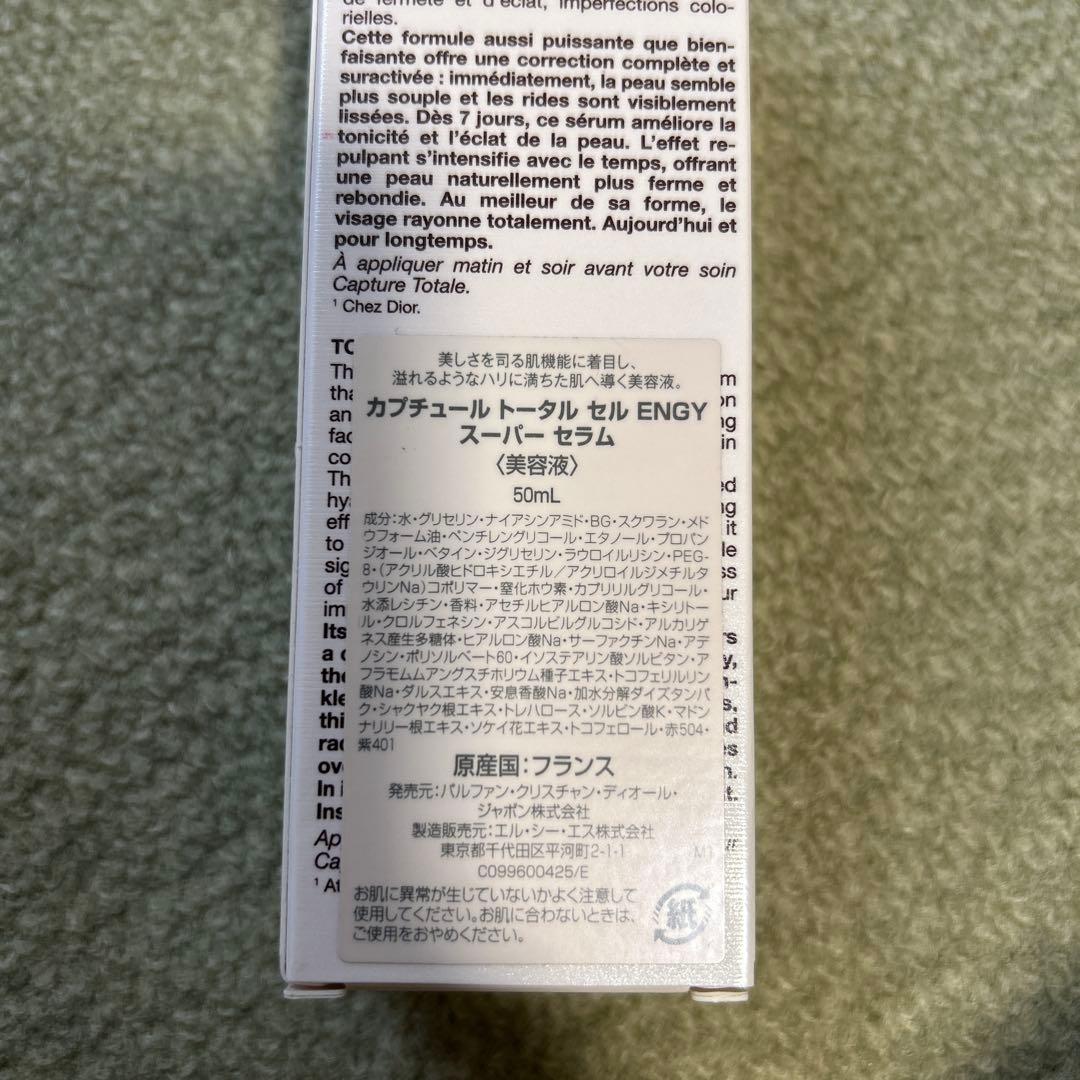 de fermeté et d'éclat, imperfections colo-
rielles.
Cette formule aussi puissante que bien-
faisante offre une correction complète et
suractivée : immédiatement, la peau semble
plus souple et les rides sont visiblement
lissées. Dès 7 jours, ce sérum améliore la
tonicité et l'éclat de la peau. L'effet re-
pulpant s'intensifie avec le temps, offrant
une peau naturellement plus ferme et
rebondie. Au meilleur de sa forme, le
visage rayonne totalement. Aujourd'hui et
pour longtemps.
À appliquer matin et soir avant votre soin
Capture Totale.
¹ Chez Dior.
美しさを司る肌機能に着目し、
溢れるようなハリに満ちた肌へ導く美容液。
カプチュール トータル セル ENGY
スーパー セラム
〈美容液〉
50mL
成分:水・グリセリン・ナイアシンアミド・BG・スクワラン・メド
ウフォーム油・ペンチレングリコール・エタノール・プロパン
ジオール・ベタイン・ジグリセリン・ラウロイルリシン・PEG-
8・(アクリル酸ヒドロキシエチル/アクリロイルジメチルタ
ウリンNa)コポリマー・窒化ホウ素・カプリリルグリコール・
水添レシチン・香料・アセチルヒアルロン酸Na・キシリトー
ル・クロルフェネシン・アスコルビルグルコシド・アルカリゲ
ネス産生多糖体・ヒアルロン酸Na・サーファクチンNa・アデ
ノシン・ポリソルベート60・イソステアリン酸ソルビタン・ア
フラモムムアングスチホリウム種子エキス・トコフェリルリン
酸Na・ダルスエキス・安息香酸Na・加水分解ダイズタンパ
ク・シャクヤク根エキス・トレハロース・ソルビン酸K・マドン
ナリリー根エキス・ソケイ花エキス・トコフェロール・赤504・
紫401
原産国:フランス
発売元:パルファン・クリスチャン・ディオール・
ジャポン株式会社
製造販売元:エル・シー・エス株式会社
東京都千代田区平河町2-1-1 M1
C099600425/E
お肌に異常が生じていないかよく注意して
使用してください。お肌に合わないときは、
ご使用をおやめください。
紙